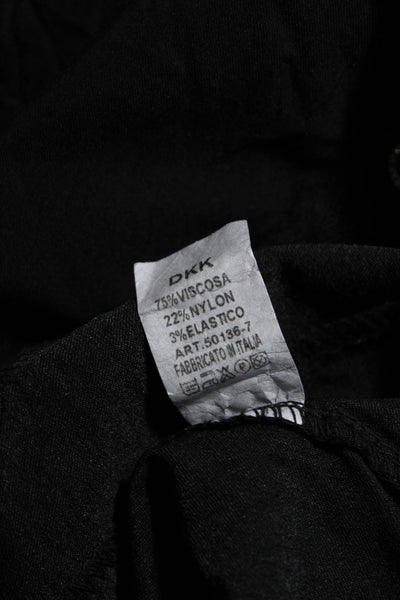 DKK
75%VISCOSA
22%NYLON
3%ELASTICO
ART.50136-7
FABBRICATO IN ITALIA